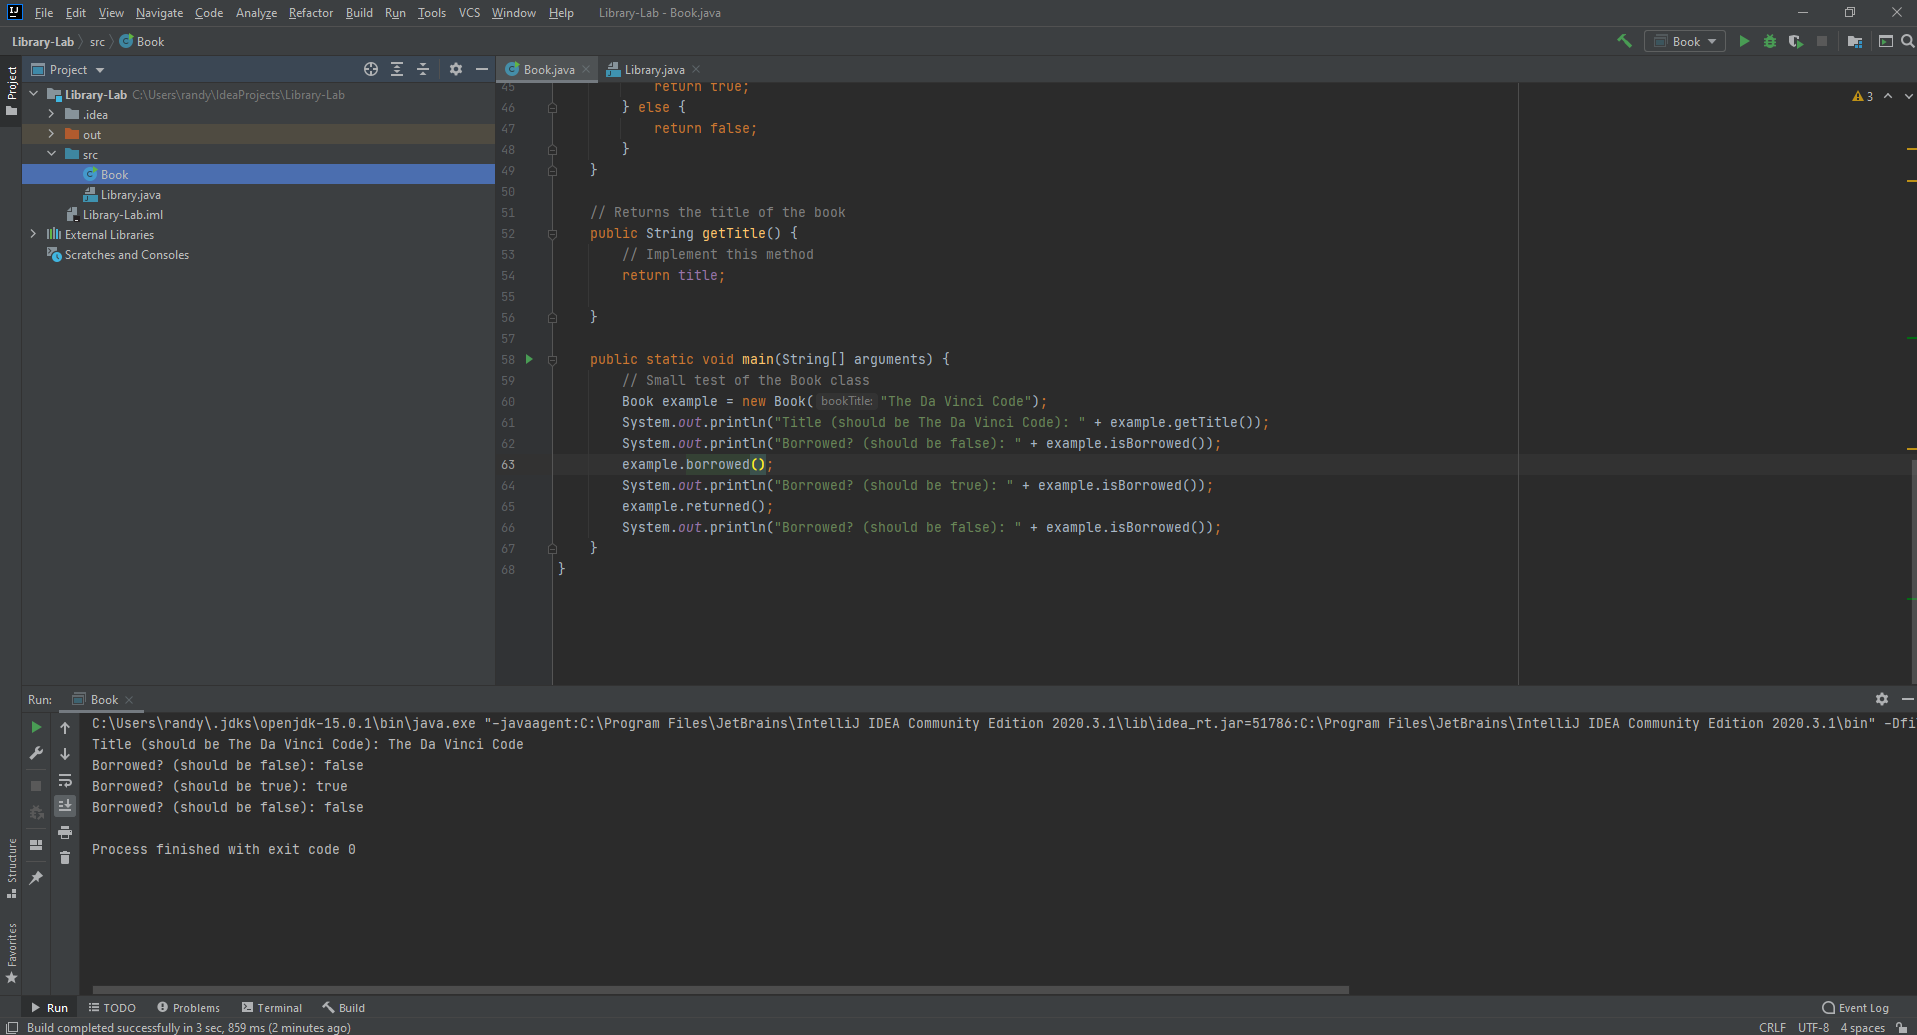 File Edit View Navigate Code Analyze Refactor Build Run Tools VCS Window Help Library-Lab - Book.java
Library-Lab src Book
Book
Project
Project
Book.java
Library.java
Library-Lab C:\Users\randy\IdeaProjects\Library-Lab
.idea
out
src
Book
Library.java
Library-Lab.iml
External Libraries
Scratches and Consoles
3
45 return true;
46 } else {
47 return false;
48 }
49 }
50
51 // Returns the title of the book
52 public String getTitle() {
53 // Implement this method
54 return title;
55
56 }
57
58 public static void main(String[] arguments) {
59 // Small test of the Book class
60 Book example = new Book( bookTitle: "The Da Vinci Code");
61 System.out.println("Title (should be The Da Vinci Code): " + example.getTitle());
62 System.out.println("Borrowed? (should be false): " + example.isBorrowed());
63 example.borrowed();
64 System.out.println("Borrowed? (should be true): " + example.isBorrowed());
65 example.returned();
66 System.out.println("Borrowed? (should be false): " + example.isBorrowed());
67 }
68 }
Run: Book
C:\Users\randy\.jdks\openjdk-15.0.1\bin\java.exe "-javaagent:C:\Program Files\JetBrains\IntelliJ IDEA Community Edition 2020.3.1\lib\idea_rt.jar=51786:C:\Program Files\JetBrains\IntelliJ IDEA Community Edition 2020.3.1\bin" -Dfi
Title (should be The Da Vinci Code): The Da Vinci Code
Borrowed? (should be false): false
Borrowed? (should be true): true
Borrowed? (should be false): false
Process finished with exit code 0
Structure
Favorites
Run TODO Problems Terminal Build Event Log
Build completed successfully in 3 sec, 859 ms (2 minutes ago) CRLF UTF-8 4 spaces